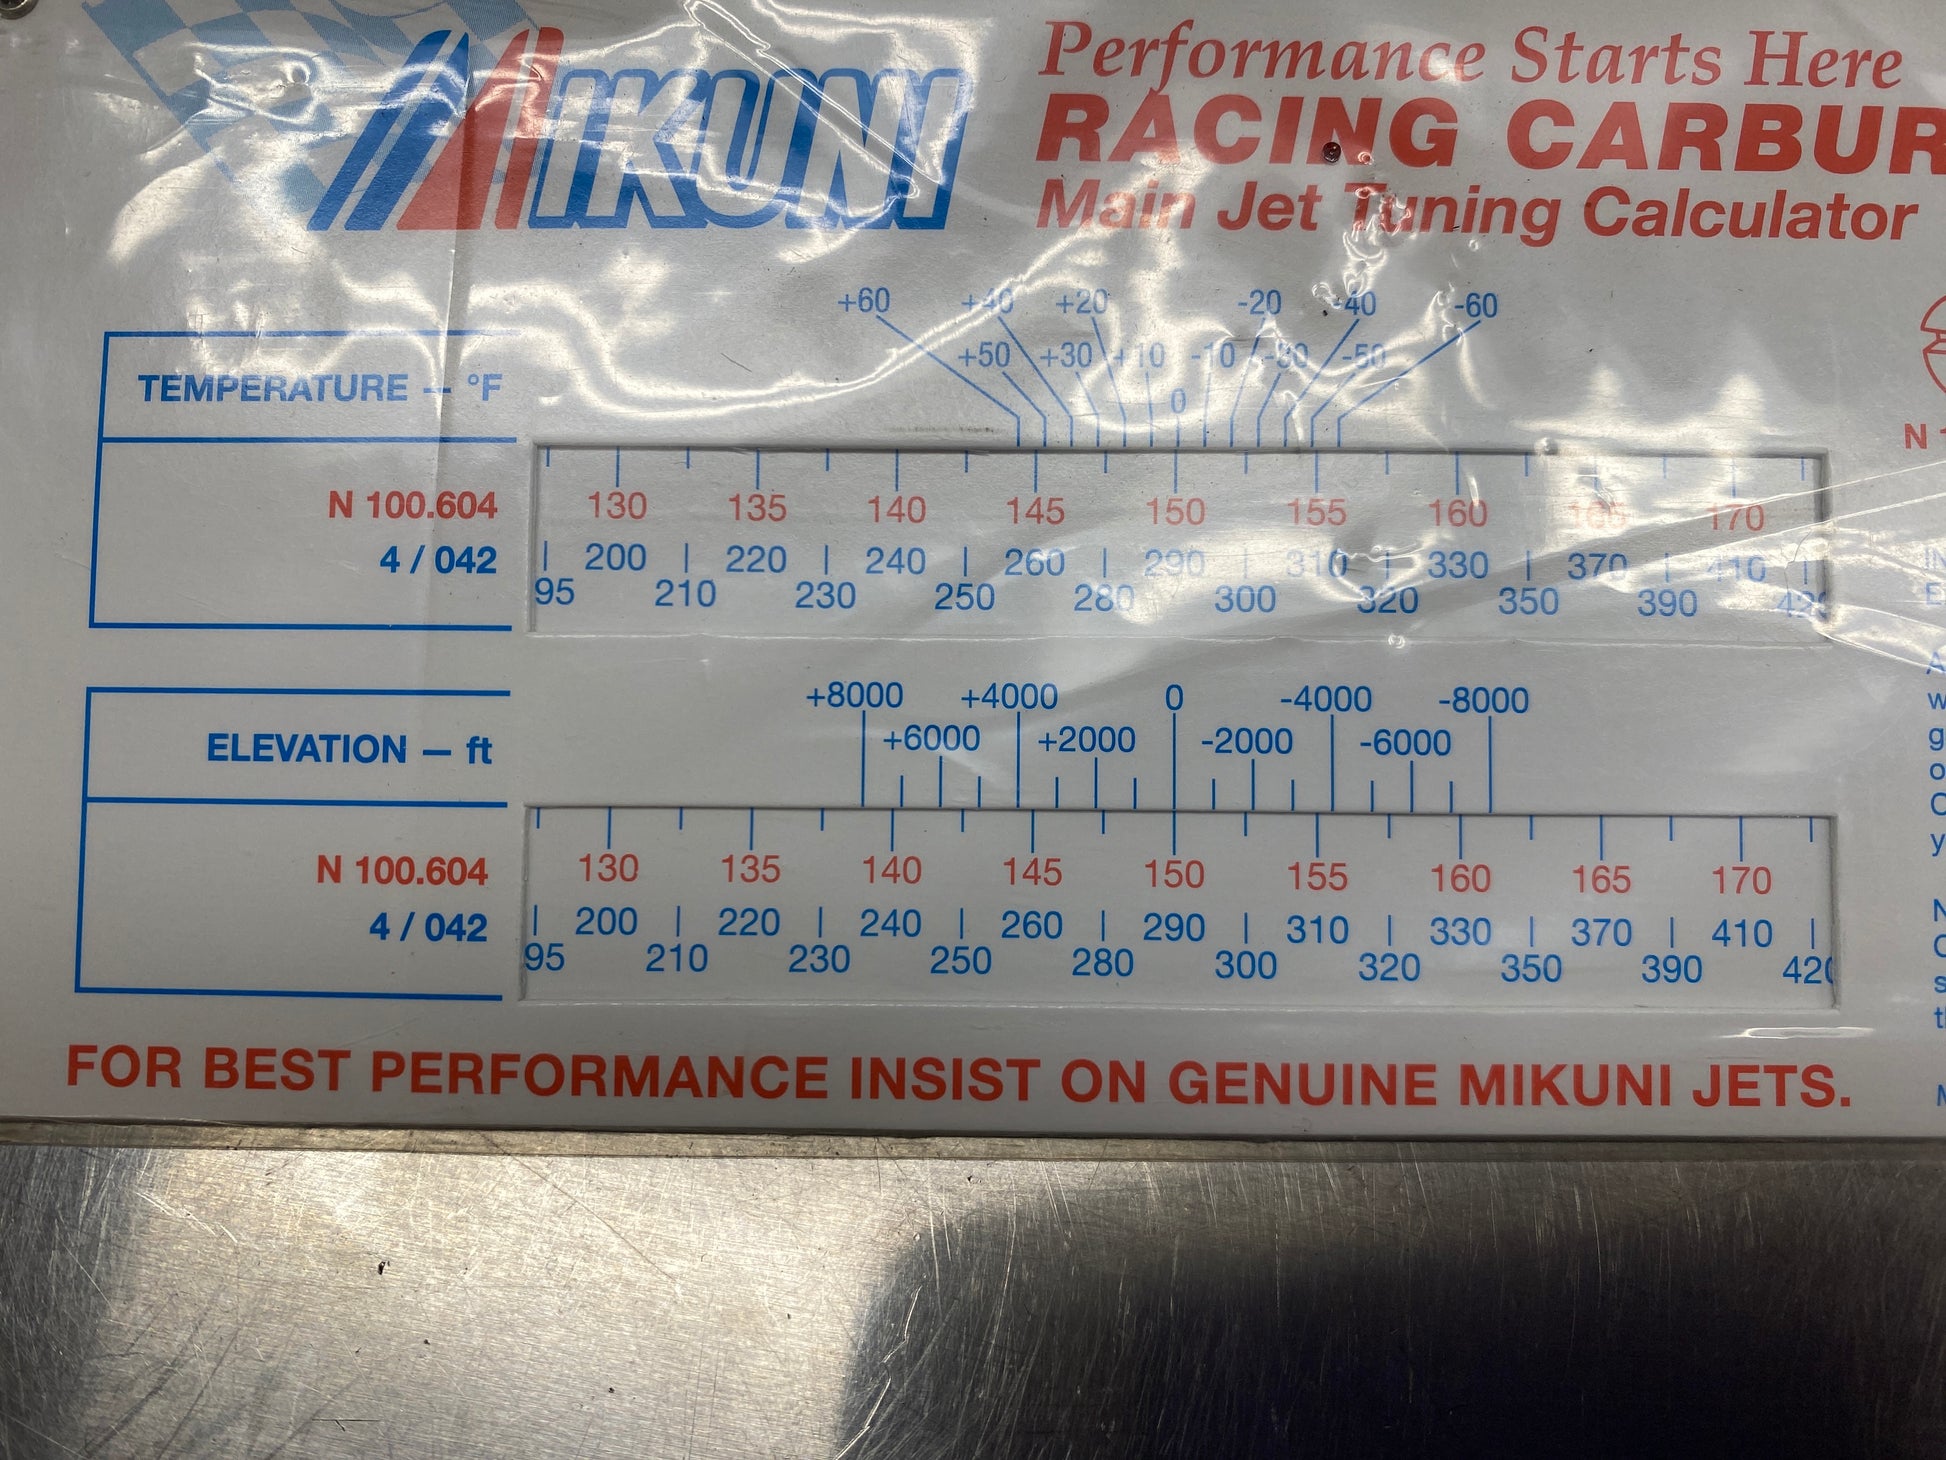 MIKUNI
Performance Starts Here
RACING CARBUR
Main Jet Tuning Calculator
+60 +40 +20 -20 -40 -60
+50 +30 +10 -10 -30 -50
0
TEMPERATURE — °F
N 100.604 130 135 140 145 150 155 160 165 170
4 / 042 200 220 240 260 290 310 330 370 410
95 210 230 250 280 300 320 350 390 420
+8000 +4000 0 -4000 -8000
+6000 +2000 -2000 -6000
ELEVATION — ft
N 100.604 130 135 140 145 150 155 160 165 170
4 / 042 200 220 240 260 290 310 330 370 410
95 210 230 250 280 300 320 350 390 420
FOR BEST PERFORMANCE INSIST ON GENUINE MIKUNI JETS.